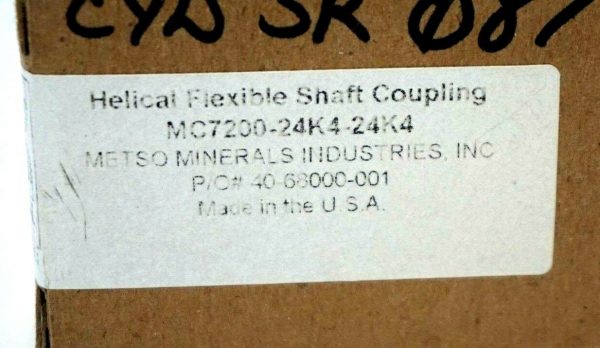 CYD SR Ø87
Helical Flexible Shaft Coupling
MC7200-24K4-24K4
METSO MINERALS INDUSTRIES, INC
P/C# 40-68000-001
Made in the U.S.A.